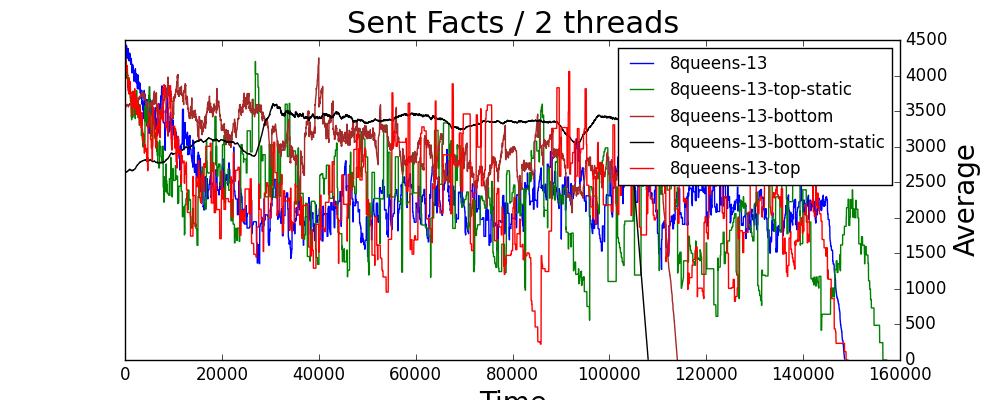 Sent Facts / 2 threads
8queens-13
8queens-13-top-static
8queens-13-bottom
8queens-13-bottom-static
8queens-13-top
4500
4000
3500
3000
2500
2000
1500
1000
500
0
Average
0 20000 40000 60000 80000 100000 120000 140000 160000
Time